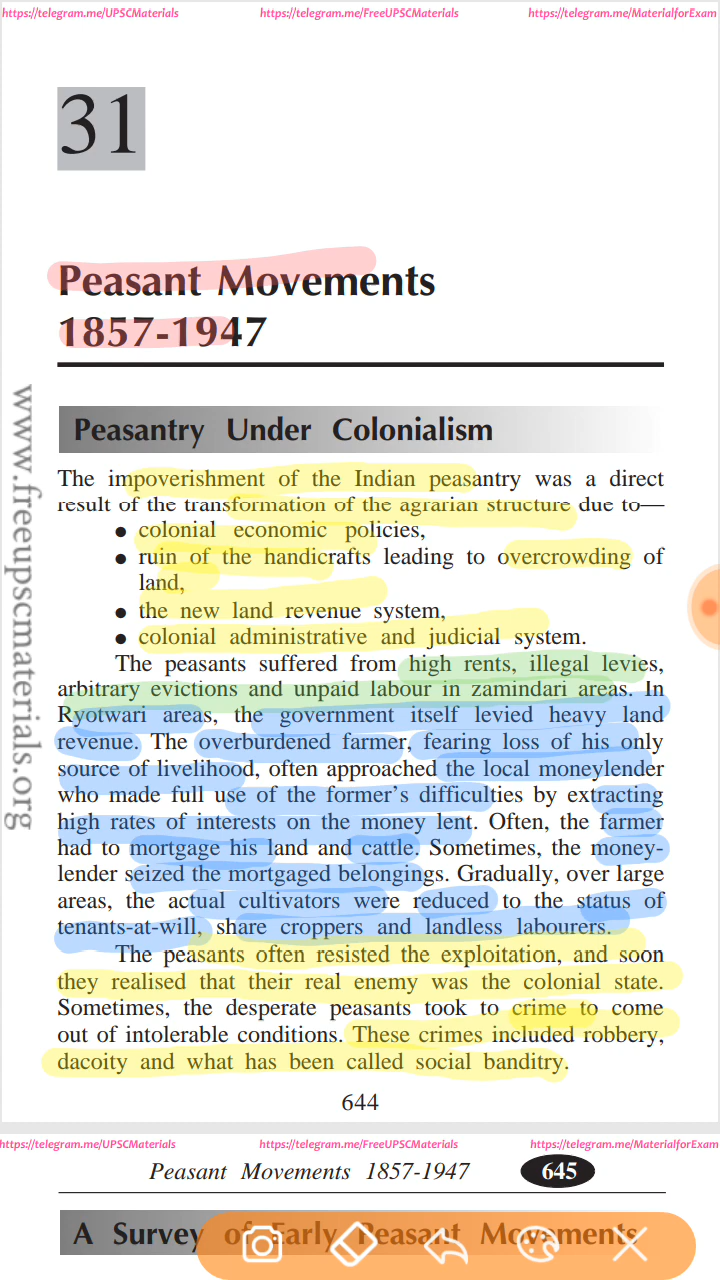 https://telegram.me/UPSCMaterials https://telegram.me/FreeUPSCMaterials https://telegram.me/MaterialforExam
31
Peasant Movements
1857-1947
www.freeupscmaterials.org
Peasantry Under Colonialism
The impoverishment of the Indian peasantry was a direct
result of the transformation of the agrarian structure due to—
● colonial economic policies,
● ruin of the handicrafts leading to overcrowding of
land,
● the new land revenue system,
● colonial administrative and judicial system.
The peasants suffered from high rents, illegal levies,
arbitrary evictions and unpaid labour in zamindari areas. In
Ryotwari areas, the government itself levied heavy land
revenue. The overburdened farmer, fearing loss of his only
source of livelihood, often approached the local moneylender
who made full use of the former's difficulties by extracting
high rates of interests on the money lent. Often, the farmer
had to mortgage his land and cattle. Sometimes, the money-
lender seized the mortgaged belongings. Gradually, over large
areas, the actual cultivators were reduced to the status of
tenants-at-will, share croppers and landless labourers.
The peasants often resisted the exploitation, and soon
they realised that their real enemy was the colonial state.
Sometimes, the desperate peasants took to crime to come
out of intolerable conditions. These crimes included robbery,
dacoity and what has been called social banditry.
644
https://telegram.me/UPSCMaterials https://telegram.me/FreeUPSCMaterials https://telegram.me/MaterialforExam
Peasant Movements 1857-1947 645
A Survey of Early Peasant Movements